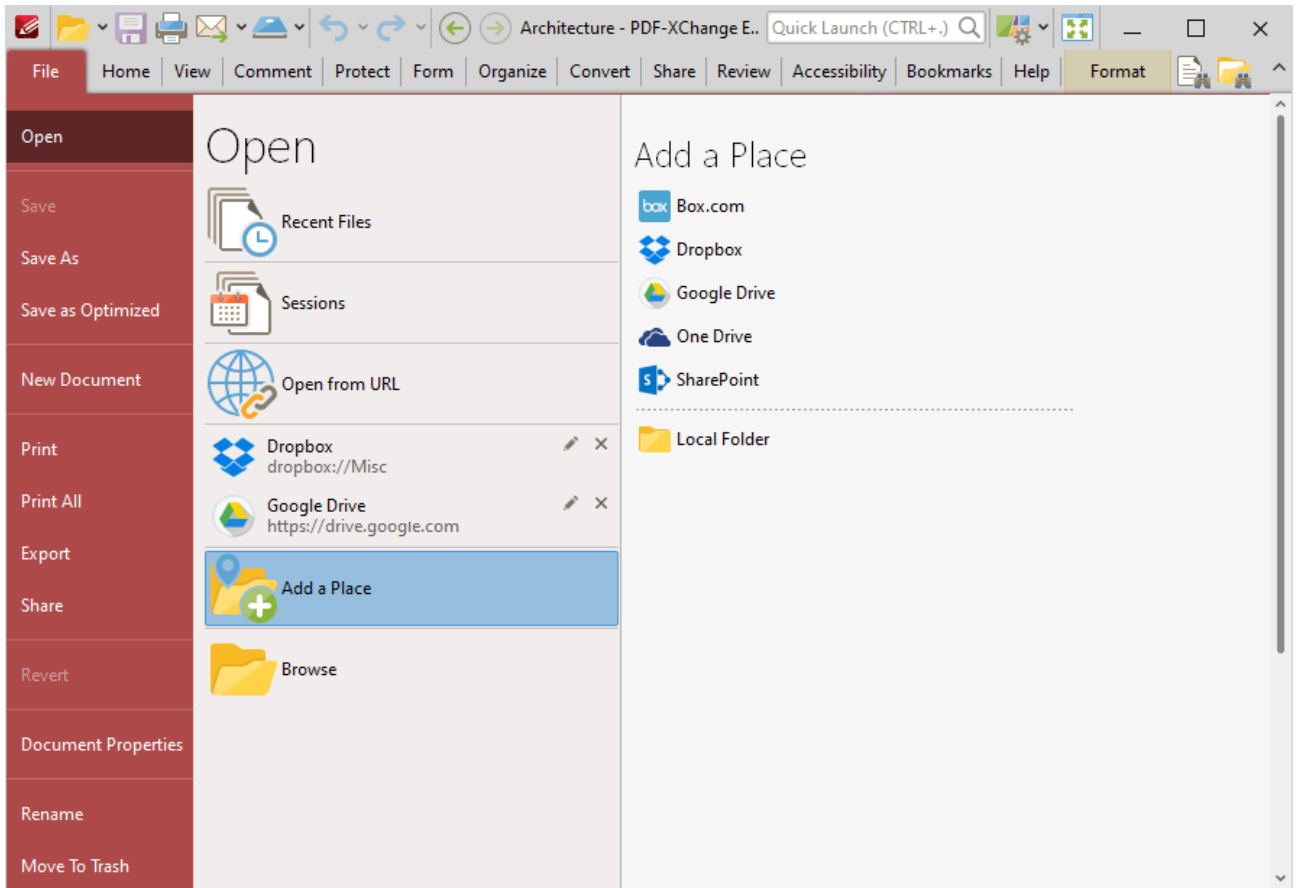 Architecture - PDF-XChange E..
Quick Launch (CTRL+.)
File
Home
View
Comment
Protect
Form
Organize
Convert
Share
Review
Accessibility
Bookmarks
Help
Format
Open
Save
Save As
Save as Optimized
New Document
Print
Print All
Export
Share
Revert
Document Properties
Rename
Move To Trash
Open
Recent Files
Sessions
Open from URL
Dropbox
dropbox://Misc
Google Drive
https://drive.google.com
Add a Place
Browse
Add a Place
box Box.com
Dropbox
Google Drive
One Drive
S SharePoint
Local Folder